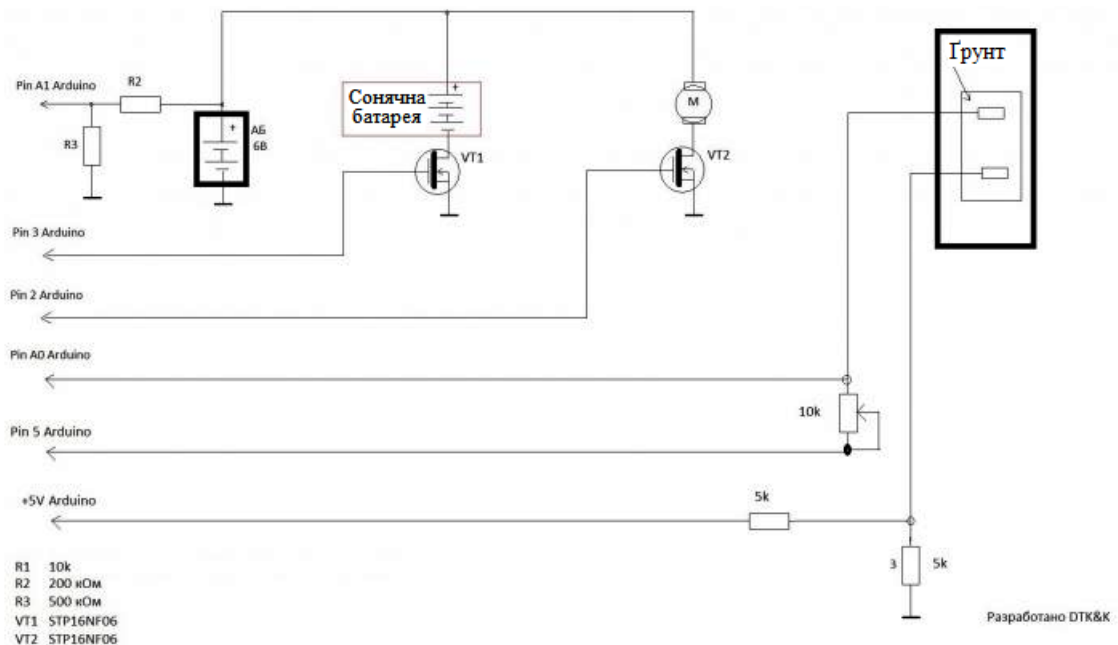 Ґрунт
Pin A1 Arduino
R2
R3
+
АБ
6В
Сонячна
батарея
+
VT1
M
VT2
Pin 3 Arduino
Pin 2 Arduino
Pin A0 Arduino
10k
Pin 5 Arduino
+5V Arduino
5k
3
5k
R1 10k
R2 200 кОм
R3 500 кОм
VT1 STP16NF06
VT2 STP16NF06
Разработано DTK&K